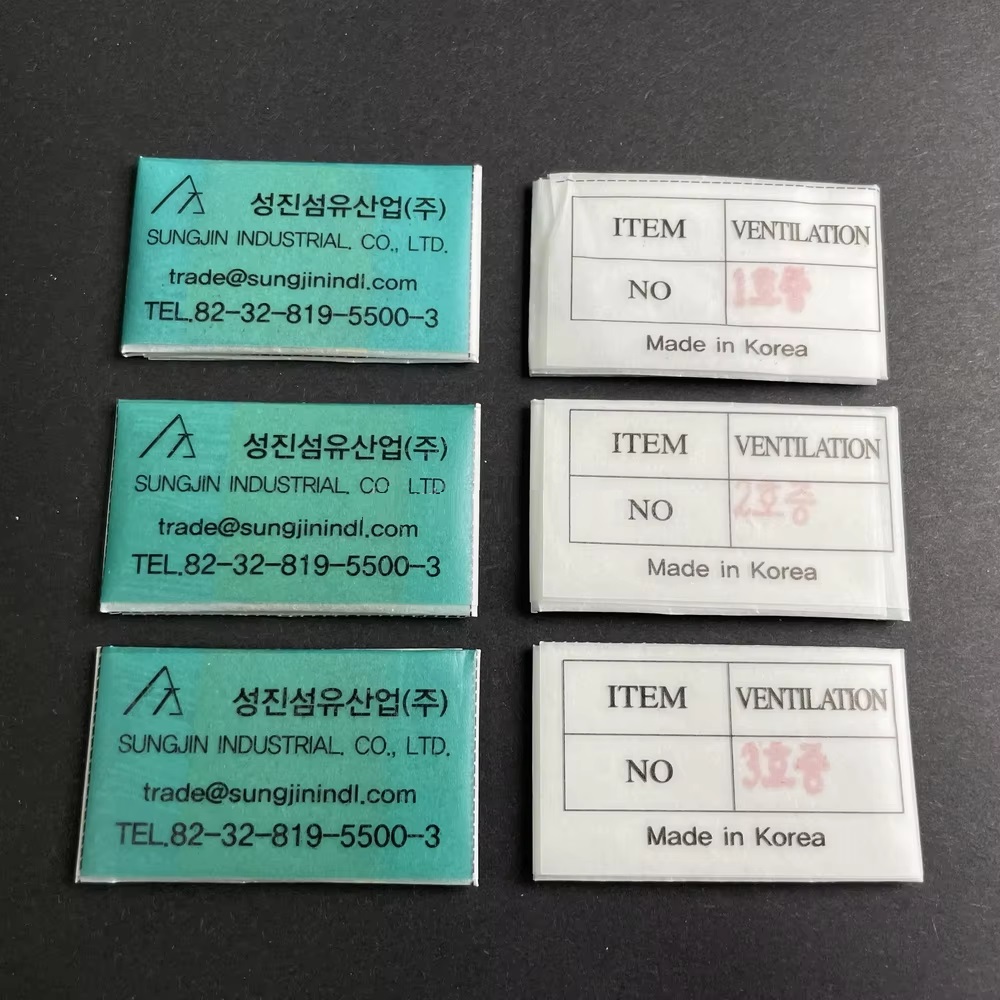 성진섬유산업(주)
SUNGJIN INDUSTRIAL. CO., LTD.
trade@sungjinindl.com
TEL.82-32-819-5500-3
ITEM VENTILATION
NO 1호중
Made in Korea
성진섬유산업(주)
SUNGJIN INDUSTRIAL. CO LTD
trade@sungjinindl.com
TEL.82-32-819-5500-3
ITEM VENTILATION
NO 2호중
Made in Korea
성진섬유산업(주)
SUNGJIN INDUSTRIAL. CO., LTD.
trade@sungjinindl.com
TEL.82-32-819-5500-3
ITEM VENTILATION
NO 3호중
Made in Korea